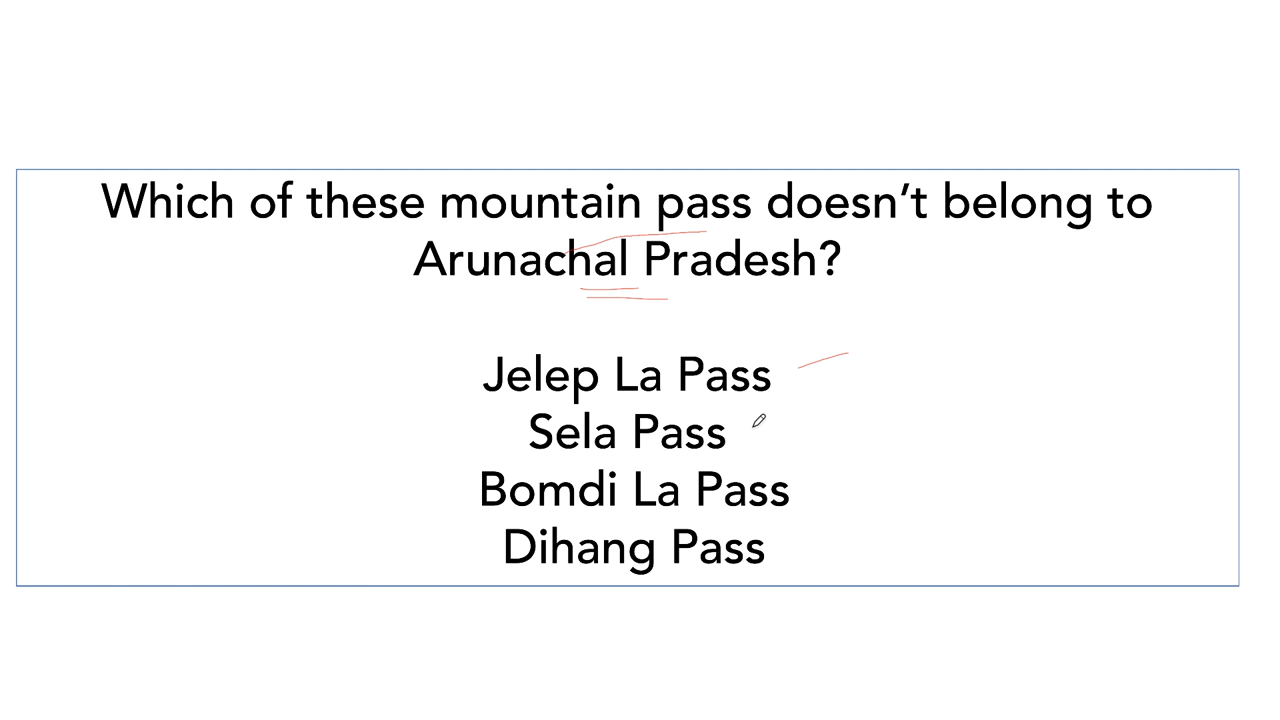 Which of these mountain pass doesn’t belong to
Arunachal Pradesh?
Jelep La Pass
Sela Pass
Bomdi La Pass
Dihang Pass